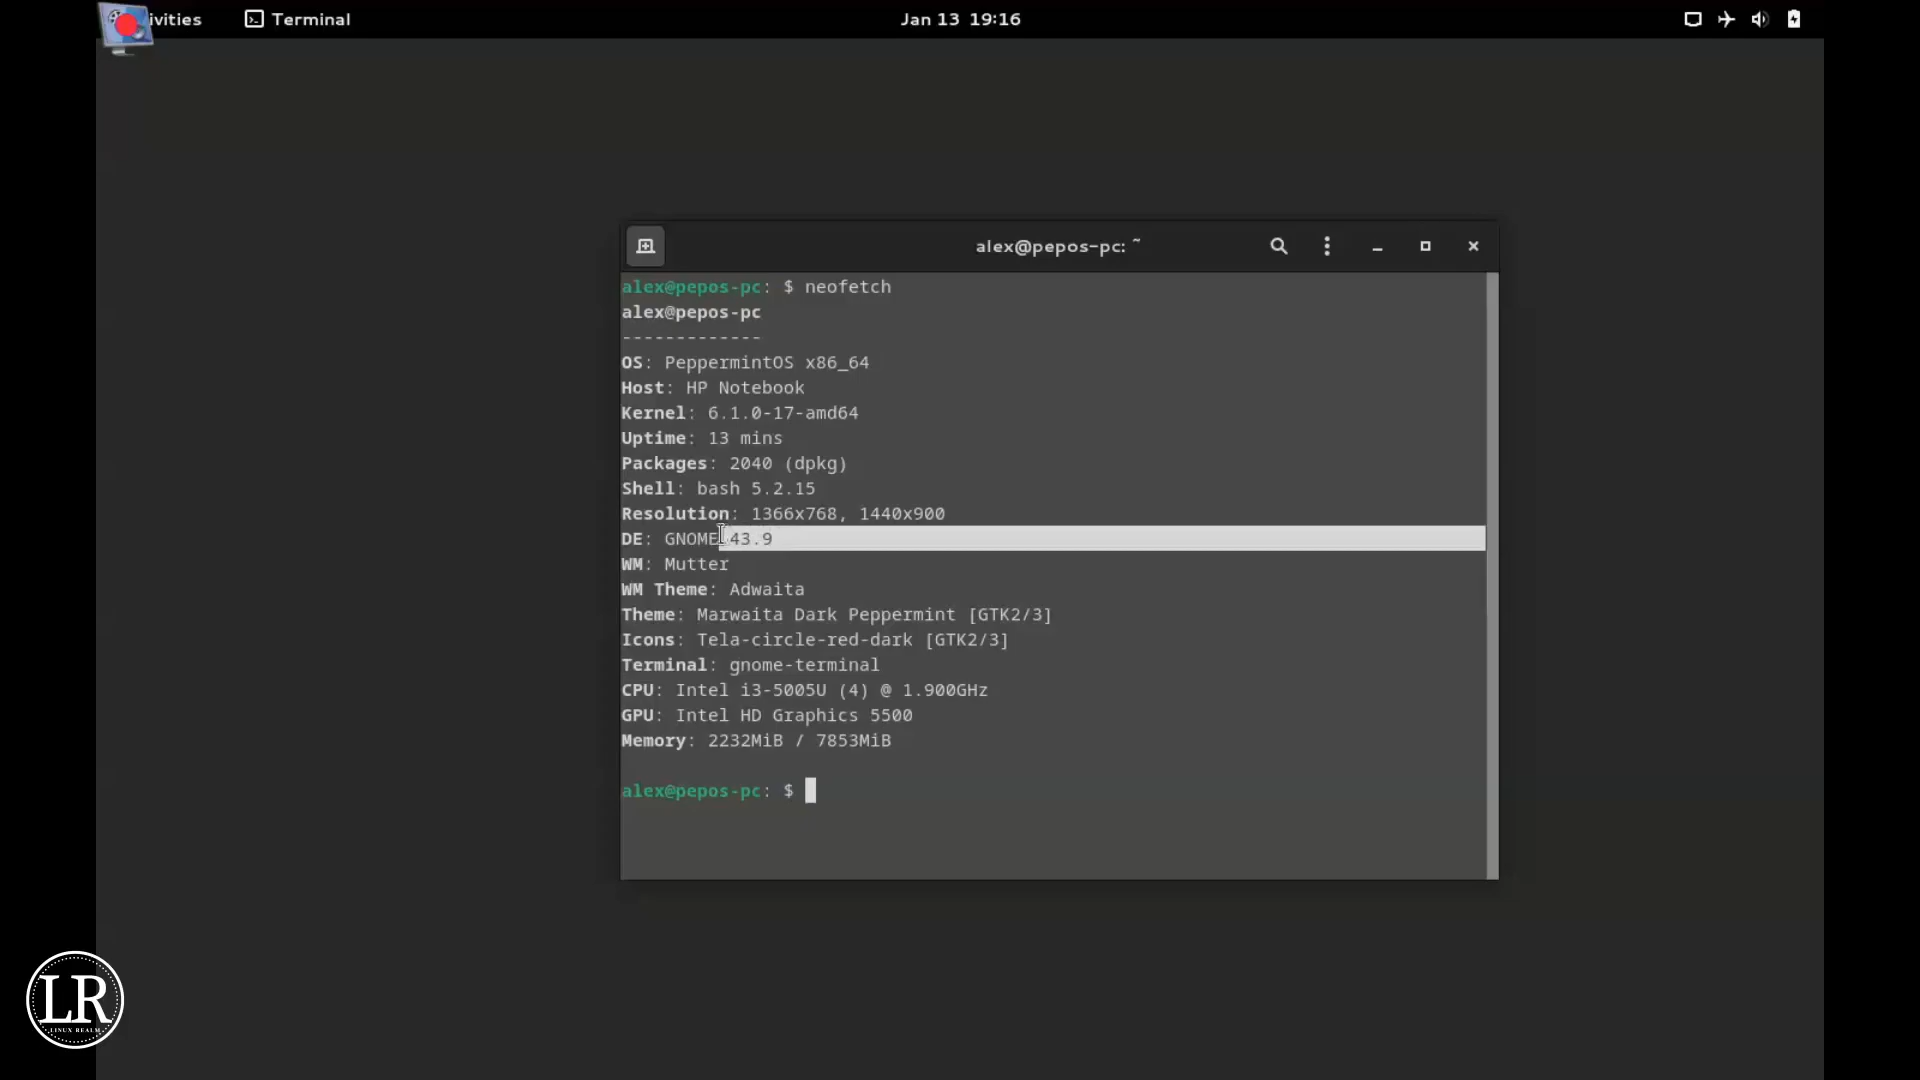 ivities
Terminal
Jan 13 19:16
alex@pepos-pc: ~
alex@pepos-pc: $ neofetch
alex@pepos-pc
-------------
OS: PeppermintOS x86_64
Host: HP Notebook
Kernel: 6.1.0-17-amd64
Uptime: 13 mins
Packages: 2040 (dpkg)
Shell: bash 5.2.15
Resolution: 1366x768, 1440x900
DE: GNOME 43.9
WM: Mutter
WM Theme: Adwaita
Theme: Marwaita Dark Peppermint [GTK2/3]
Icons: Tela-circle-red-dark [GTK2/3]
Terminal: gnome-terminal
CPU: Intel i3-5005U (4) @ 1.900GHz
GPU: Intel HD Graphics 5500
Memory: 2232MiB / 7853MiB
alex@pepos-pc: $
LR
LINUX REALM